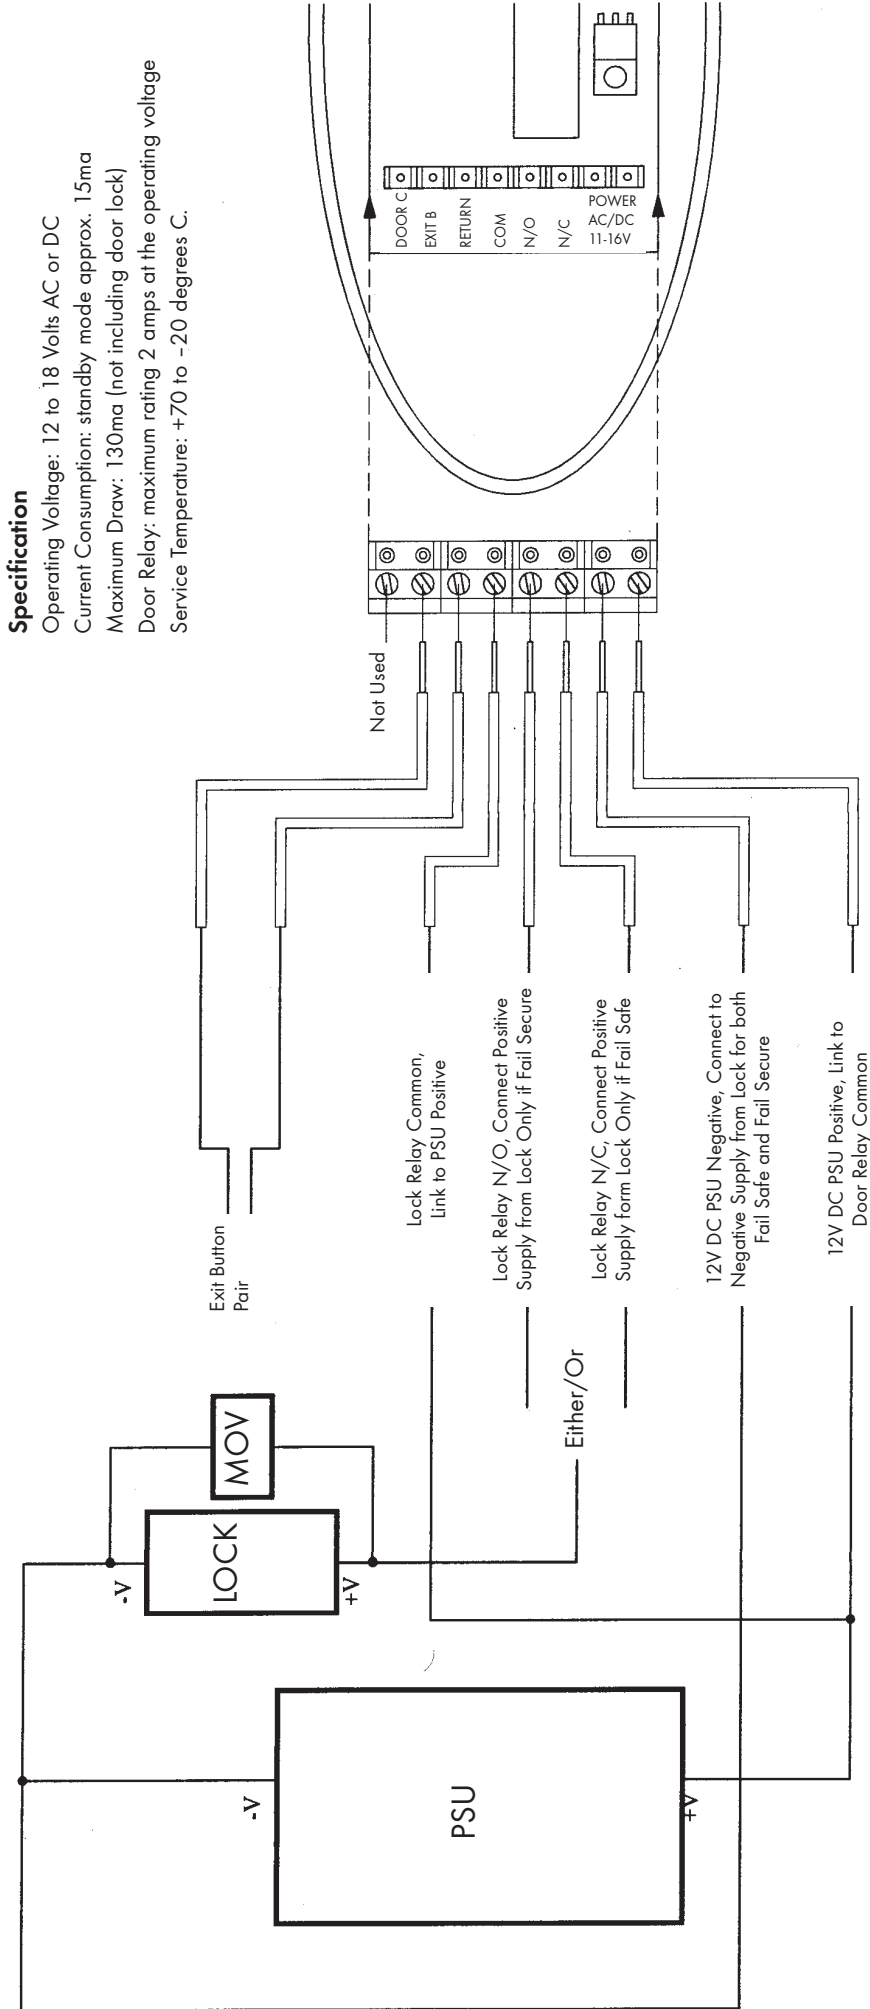 Specification
Operating Voltage: 12 to 18 Volts AC or DC
Current Consumption: standby mode approx. 15ma
Maximum Draw: 130ma (not including door lock)
Door Relay: maximum rating 2 amps at the operating voltage
Service Temperature: +70 to -20 degrees C.
DOOR C
EXIT B
RETURN
COM
N/O
N/C
POWER
AC/DC
11-16V
Not Used
Exit Button
Pair
Lock Relay Common,
Link to PSU Positive
Lock Relay N/O, Connect Positive
Supply from Lock Only if Fail Secure
Lock Relay N/C, Connect Positive
Supply form Lock Only if Fail Safe
12V DC PSU Negative, Connect to
Negative Supply from Lock for both
Fail Safe and Fail Secure
12V DC PSU Positive, Link to
Door Relay Common
Either/Or
MOV
LOCK
-V
+V
PSU
-V
+V